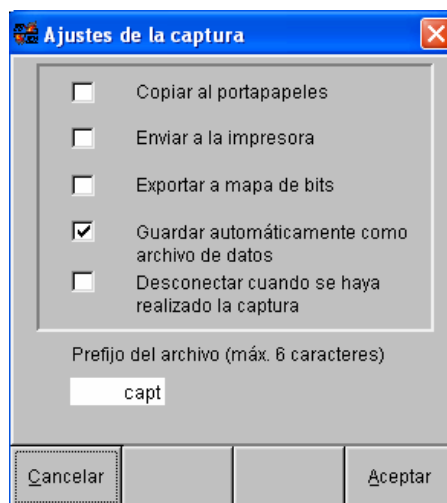 Ajustes de la captura
Copiar al portapapeles
Enviar a la impresora
Exportar a mapa de bits
Guardar automáticamente como
archivo de datos
Desconectar cuando se haya
realizado la captura
Prefijo del archivo (máx. 6 caracteres)
capt
Cancelar
Aceptar